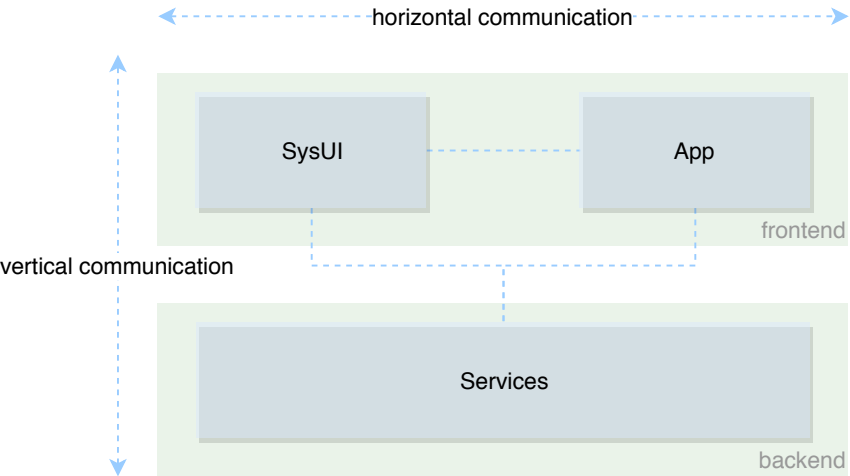 horizontal communication
SysUI
App
frontend
vertical communication
Services
backend